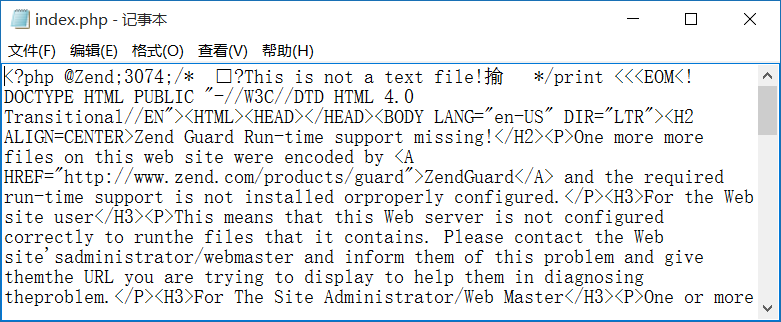 index.php - 记事本
文件(F) 编辑(E) 格式(O) 查看(V) 帮助(H)
<?php @Zend;3074;/* □?This is not a text file!揄 */print <<<EOM<!
DOCTYPE HTML PUBLIC "-//W3C//DTD HTML 4.0
Transitional//EN"><HTML><HEAD></HEAD><BODY LANG="en-US" DIR="LTR"><H2
ALIGN=CENTER>Zend Guard Run-time support missing!</H2><P>One more more
files on this web site were encoded by <A
HREF="http://www.zend.com/products/guard">ZendGuard</A> and the required
run-time support is not installed orproperly configured.</P><H3>For the Web
site user</H3><P>This means that this Web server is not configured
correctly to runthe files that it contains. Please contact the Web
site'sadministrator/webmaster and inform them of this problem and give
themthe URL you are trying to display to help them in diagnosing
theproblem.</P><H3>For The Site Administrator/Web Master</H3><P>One or more